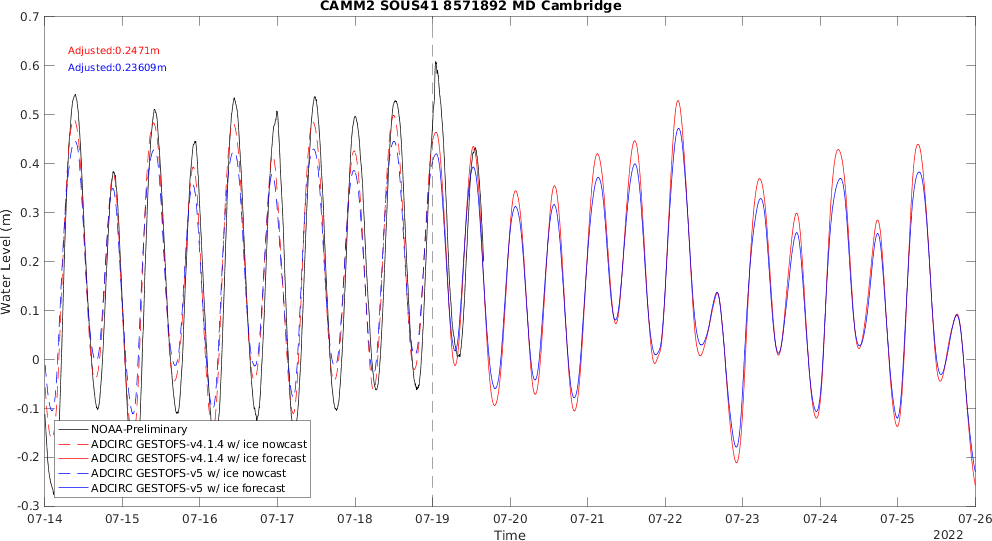 CAMM2 SOUS41 8571892 MD Cambridge
0.7
0.6
0.5
0.4
0.3
0.2
0.1
0
-0.1
-0.2
-0.3
Water Level (m)
Adjusted:0.2471m
Adjusted:0.23609m
NOAA-Preliminary
ADCIRC GESTOFS-v4.1.4 w/ ice nowcast
ADCIRC GESTOFS-v4.1.4 w/ ice forecast
ADCIRC GESTOFS-v5 w/ ice nowcast
ADCIRC GESTOFS-v5 w/ ice forecast
07-14 07-15 07-16 07-17 07-18 07-19 07-20 07-21 07-22 07-23 07-24 07-25 07-26
Time
2022